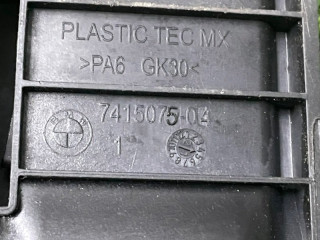 PLASTIC TEC MX
>PA6 GK30<
7415075-04
1